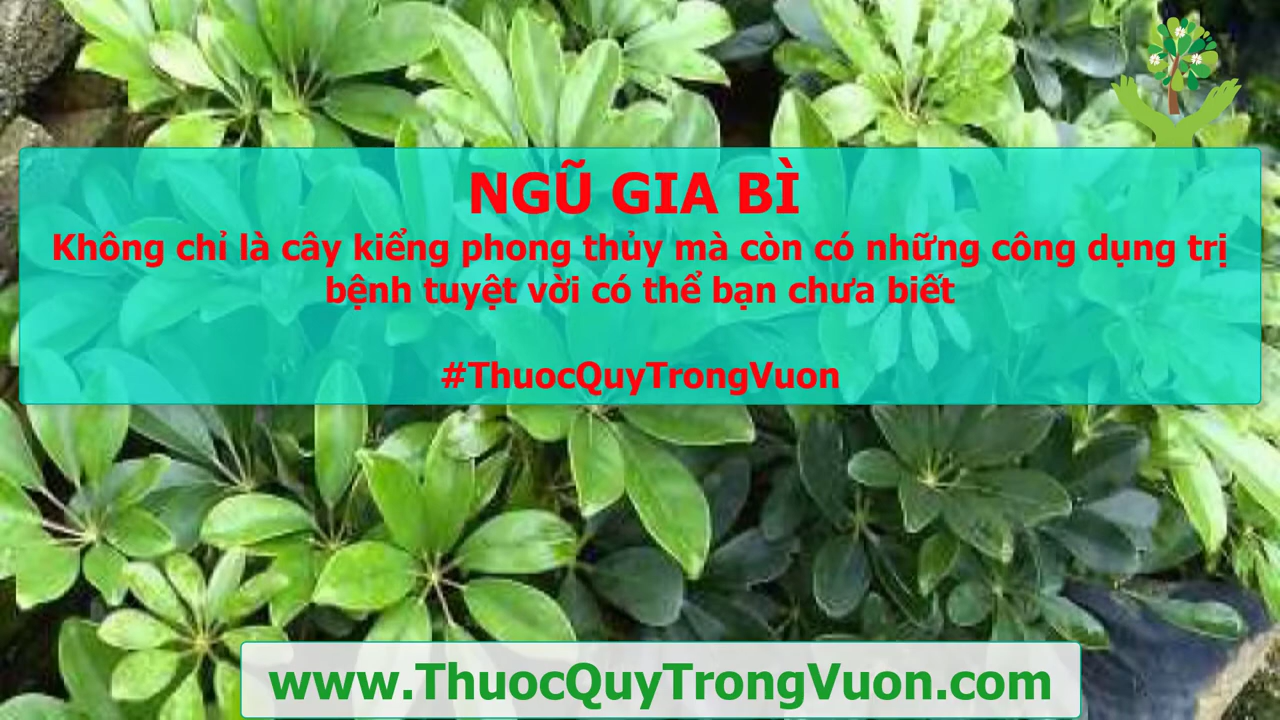 NGŨ GIA BÌ
Không chỉ là cây kiểng phong thủy mà còn có những công dụng trị
bệnh tuyệt vời có thể bạn chưa biết
#ThuocQuyTrongVuon
www.ThuocQuyTrongVuon.com